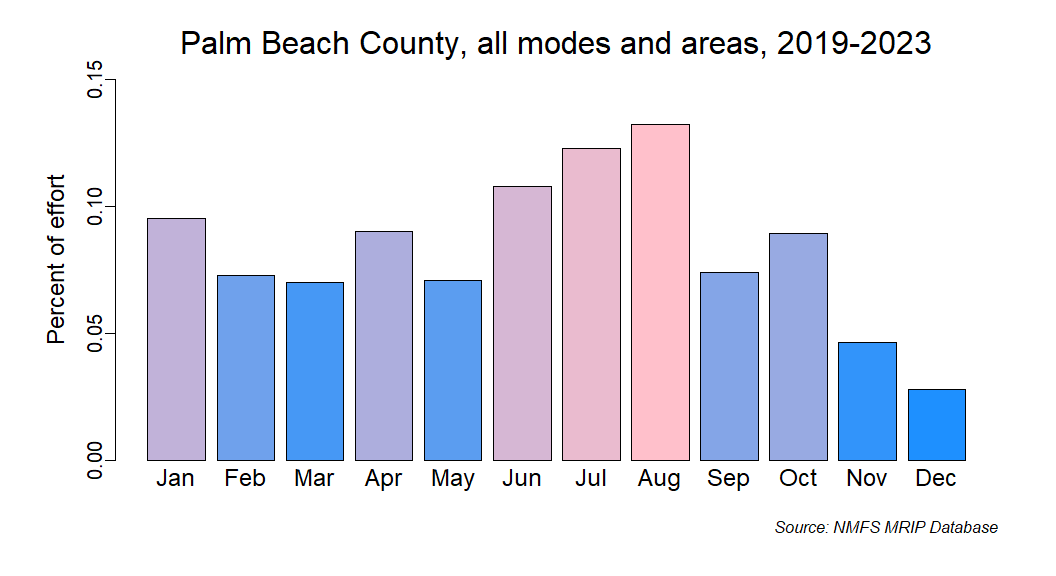 Palm Beach County, all modes and areas, 2019-2023
Percent of effort
0.15
0.10
0.05
0.00
Jan Feb Mar Apr May Jun Jul Aug Sep Oct Nov Dec
Source: NMFS MRIP Database